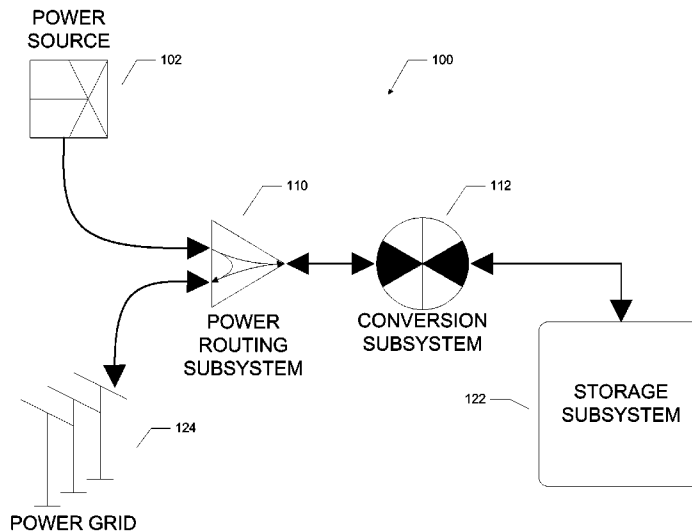 POWER
SOURCE
102
100
110
112
POWER
ROUTING
SUBSYSTEM
CONVERSION
SUBSYSTEM
122
STORAGE
SUBSYSTEM
124
POWER GRID